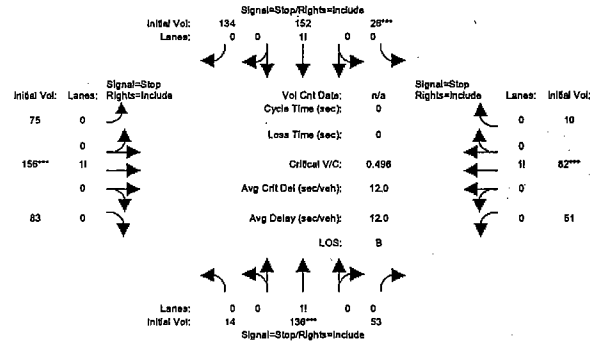 Signal=Stop/Rights=Include
Initial Vol: 134 152 26***
Lanes: 0 0 1! 0 0
Signal=Stop
Initial Vol: Lanes: Rights=Include
Vol Cnt Date: n/a
Signal=Stop
Rights=Include Lanes: Initial Vol:
Cycle Time (sec): 0
75 0 0 10
Loss Time (sec): 0
0 0
156*** 1! Critical V/C: 0.496 1! 82***
0 Avg Crit Del (sec/veh): 12.0 0
83 0 Avg Delay (sec/veh): 12.0 0 51
LOS: B
Lanes: 0 0 1! 0 0
Initial Vol: 14 136*** 53
Signal=Stop/Rights=Include